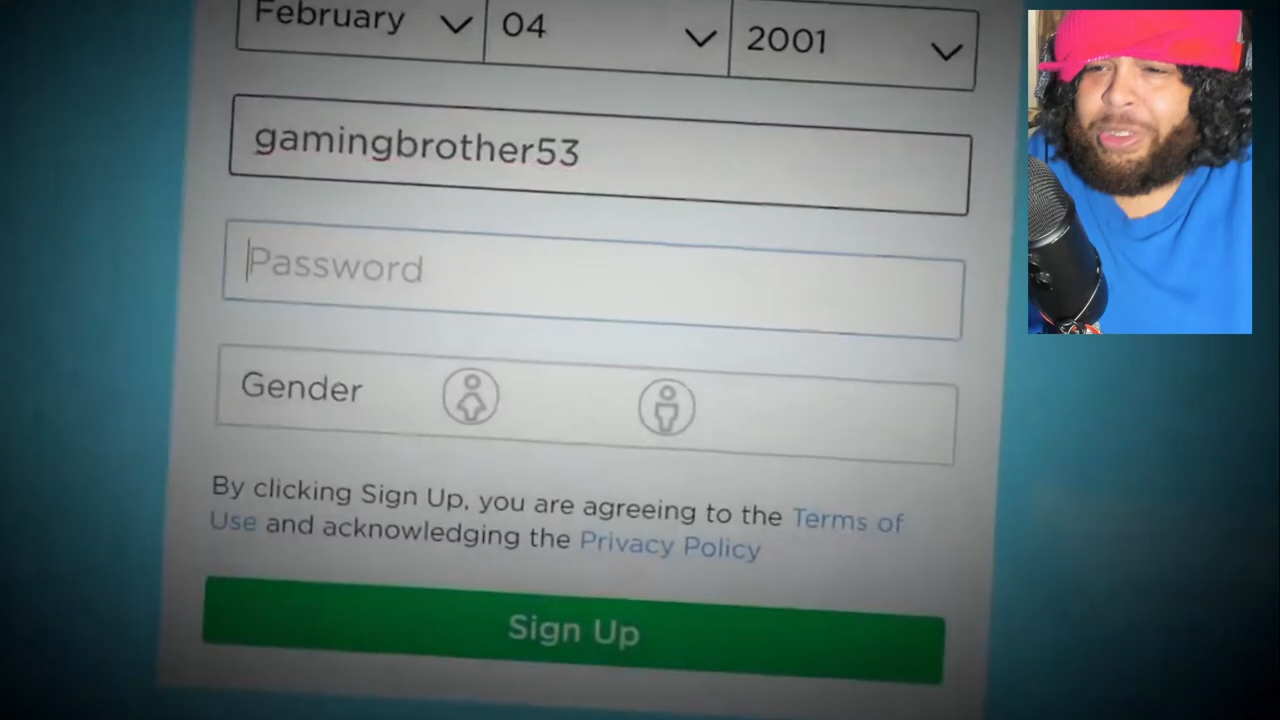 February 04 2001
gamingbrother53
Password
Gender
By clicking Sign Up, you are agreeing to the Terms of
Use and acknowledging the Privacy Policy
Sign Up